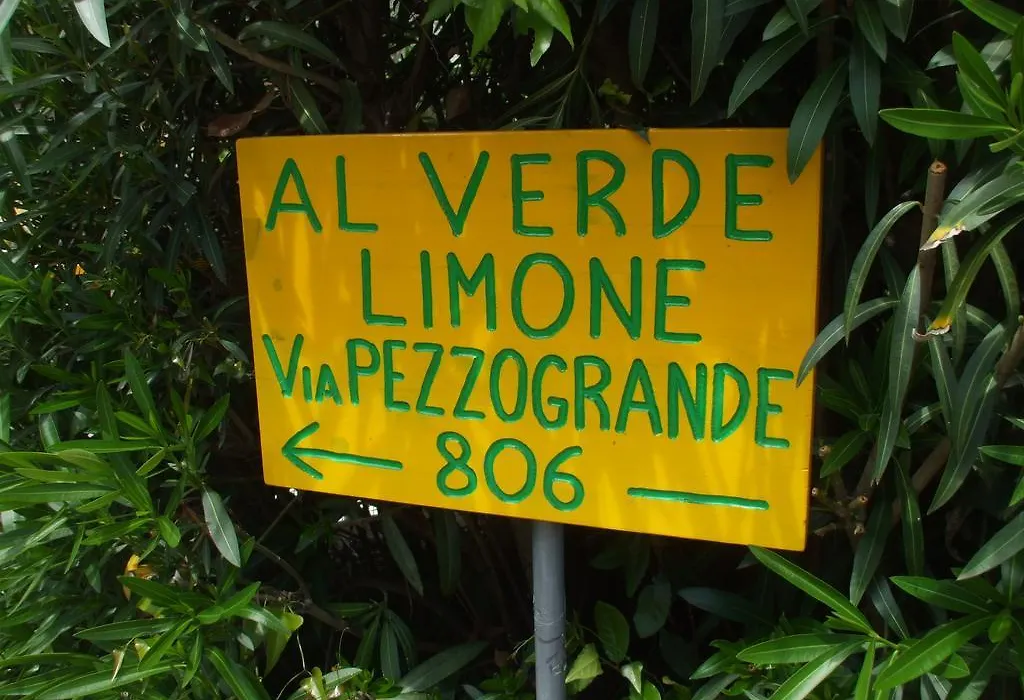 AL VERDE
LIMONE
VIA PEZZOGRANDE
← 806 —